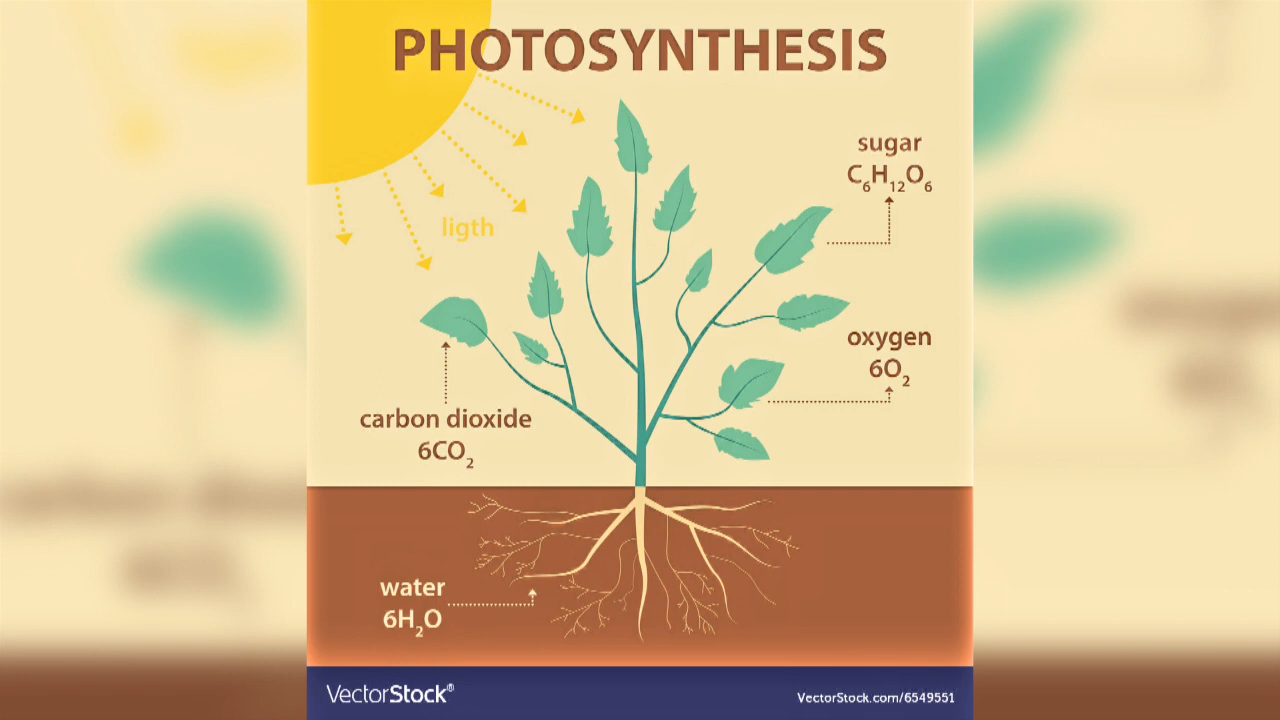 PHOTOSYNTHESIS
ligth
sugar
C₆H₁₂O₆
oxygen
6O₂
carbon dioxide
6CO₂
water
6H₂O
VectorStock®
VectorStock.com/6549551